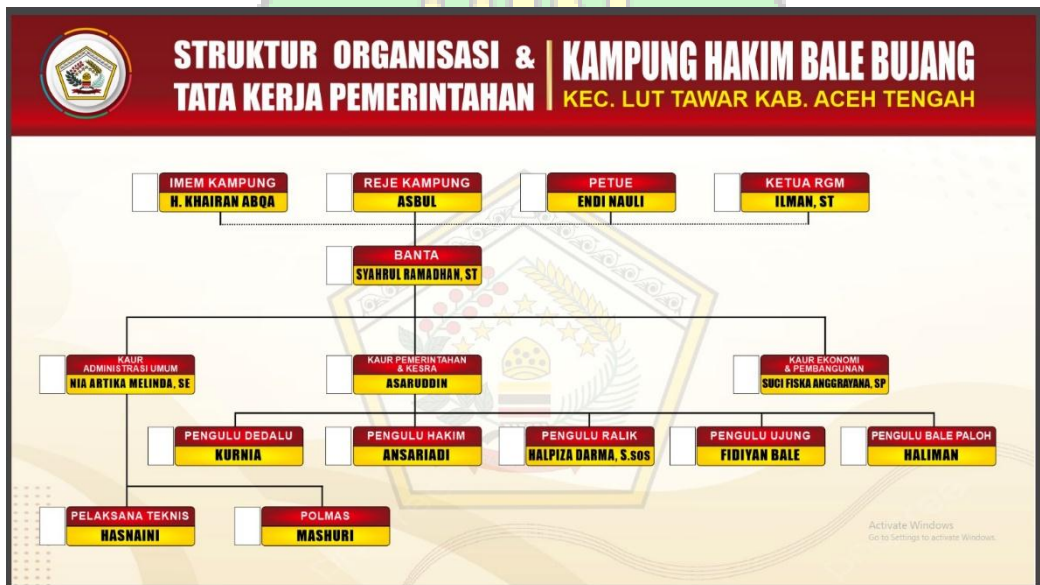 STRUKTUR ORGANISASI &
TATA KERJA PEMERINTAHAN
KAMPUNG HAKIM BALE BUJANG
KEC. LUT TAWAR KAB. ACEH TENGAH
IMEM KAMPUNG
H. KHAIRAN ABQA
REJE KAMPUNG
ASBUL
PETUE
ENDI NAULI
KETUA RGM
ILMAN, ST
BANTA
SYAHRUL RAMADHAN, ST
KAUR
ADMINISTRASI UMUM
NIA ARTIKA MELINDA, SE
KAUR PEMERINTAHAN
& KESRA
ASARUDDIN
KAUR EKONOMI
& PEMBANGUNAN
SUCI FISKA ANGGRAYANA, SP
PENGULU DEDALU
KURNIA
PENGULU HAKIM
ANSARIADI
PENGULU RALIK
HALPIZA DARMA, S.sos
PENGULU UJUNG
FIDIYAN BALE
PENGULU BALE PALOH
HALIMAN
PELAKSANA TEKNIS
HASNAINI
POLMAS
MASHURI
Activate Windows
Go to Settings to activate Windows.